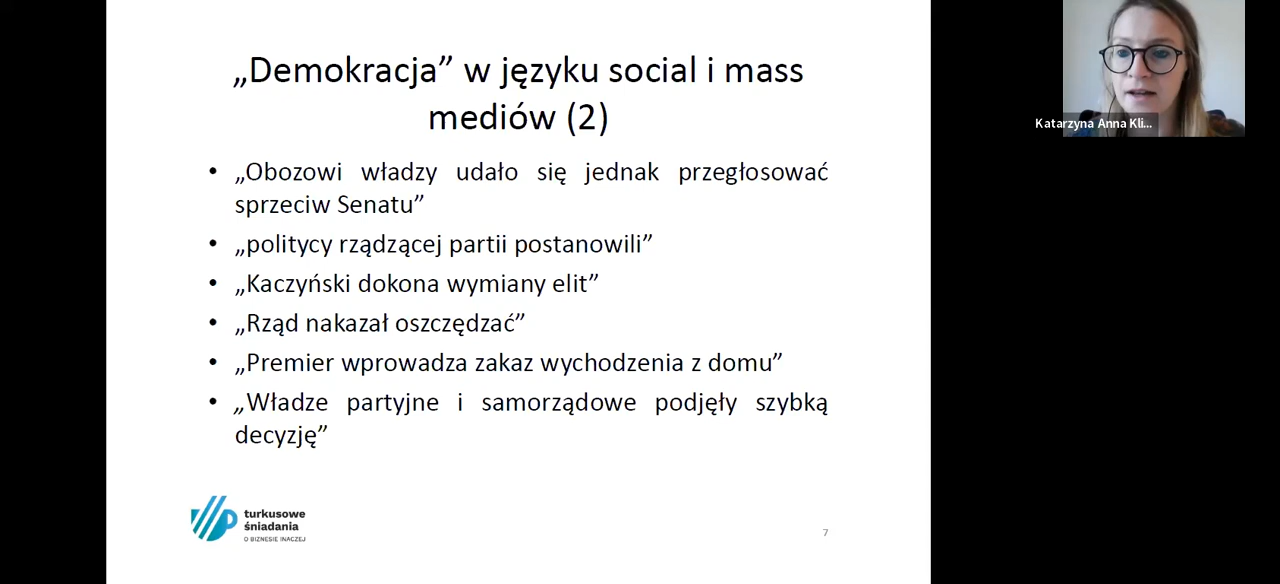 „Demokracja” w języku social i mass
mediów (2)
• „Obozowi władzy udało się jednak przegłosować
sprzeciw Senatu”
• „politycy rządzącej partii postanowili”
• „Kaczyński dokona wymiany elit”
• „Rząd nakazał oszczędzać”
• „Premier wprowadza zakaz wychodzenia z domu”
• „Władze partyjne i samorządowe podjęły szybką
decyzję”
turkusowe
śniadania
O BIZNESIE INACZEJ
7
Katarzyna Anna Kli...